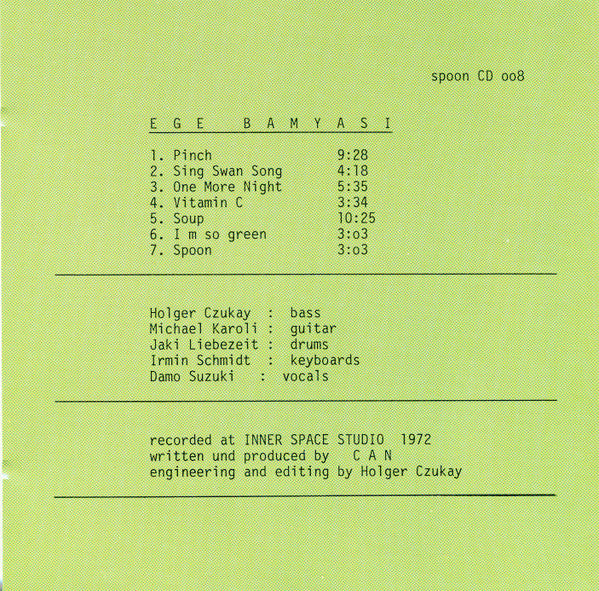 spoon CD oo8
E G E B A M Y A S I
1. Pinch 9:28
2. Sing Swan Song 4:18
3. One More Night 5:35
4. Vitamin C 3:34
5. Soup 10:25
6. I m so green 3:o3
7. Spoon 3:o3
Holger Czukay : bass
Michael Karoli : guitar
Jaki Liebezeit : drums
Irmin Schmidt : keyboards
Damo Suzuki : vocals
recorded at INNER SPACE STUDIO 1972
written und produced by C A N
engineering and editing by Holger Czukay